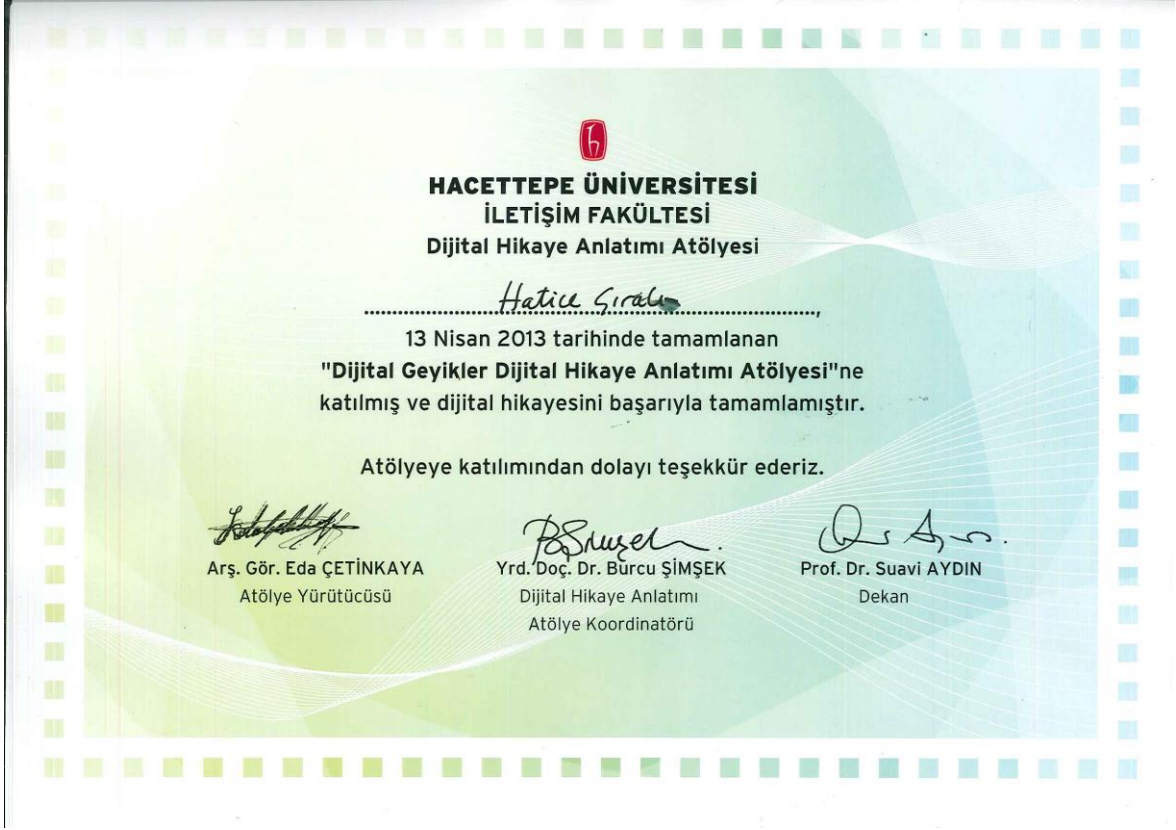 HACETTEPE ÜNİVERSİTESİ
İLETİŞİM FAKÜLTESİ
Dijital Hikaye Anlatımı Atölyesi
Hatice
13 Nisan 2013 tarihinde tamamlanan
"Dijital Geyikler Dijital Hikaye Anlatımı Atölyesi"ne
katılmış ve dijital hikayesini başarıyla tamamlamıştır.
Atölyeye katılımından dolayı teşekkür ederiz.
Arş. Gör. Eda ÇETİNKAYA
Atölye Yürütücüsü
Yrd. Doç. Dr. Burcu ŞİMŞEK
Dijital Hikaye Anlatımı
Atölye Koordinatörü
Prof. Dr. Suavi AYDIN
Dekan